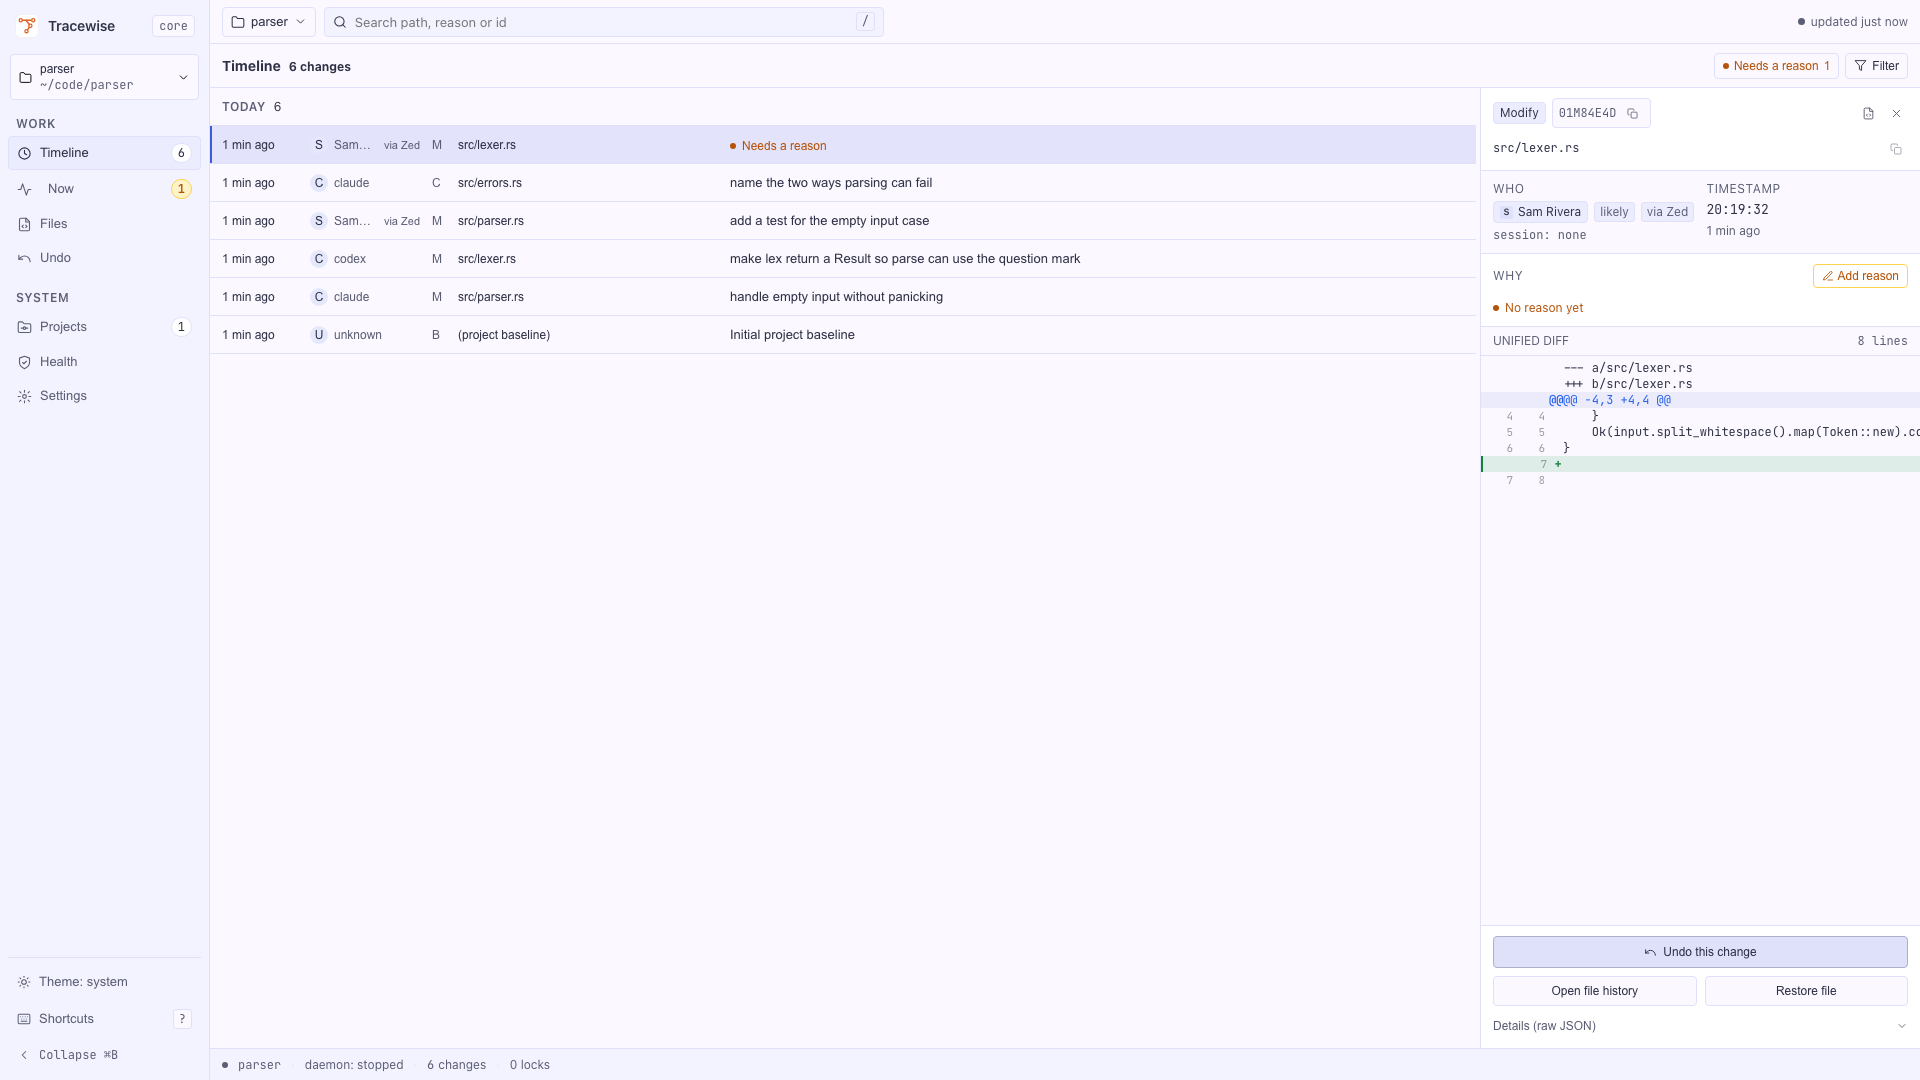 Tracewise core
parser
~/code/parser
WORK
Timeline 6
Now 1
Files
Undo
SYSTEM
Projects 1
Health
Settings
Theme: system
Shortcuts ?
Collapse ⌘B
parser
Search path, reason or id /
updated just now
Timeline 6 changes
Needs a reason 1
Filter
TODAY 6
1 min ago S Sam... via Zed M src/lexer.rs Needs a reason
1 min ago C claude C src/errors.rs name the two ways parsing can fail
1 min ago S Sam... via Zed M src/parser.rs add a test for the empty input case
1 min ago C codex M src/lexer.rs make lex return a Result so parse can use the question mark
1 min ago C claude M src/parser.rs handle empty input without panicking
1 min ago U unknown B (project baseline) Initial project baseline
Modify 01M84E4D
src/lexer.rs
WHO
S Sam Rivera likely via Zed
session: none
TIMESTAMP
20:19:32
1 min ago
WHY
Add reason
No reason yet
UNIFIED DIFF 8 lines
--- a/src/lexer.rs
+++ b/src/lexer.rs
@@@@ -4,3 +4,4 @@
4 4 }
5 5 Ok(input.split_whitespace().map(Token::new).co
6 6 }
7 +
7 8
Undo this change
Open file history
Restore file
Details (raw JSON)
parser · daemon: stopped · 6 changes · 0 locks